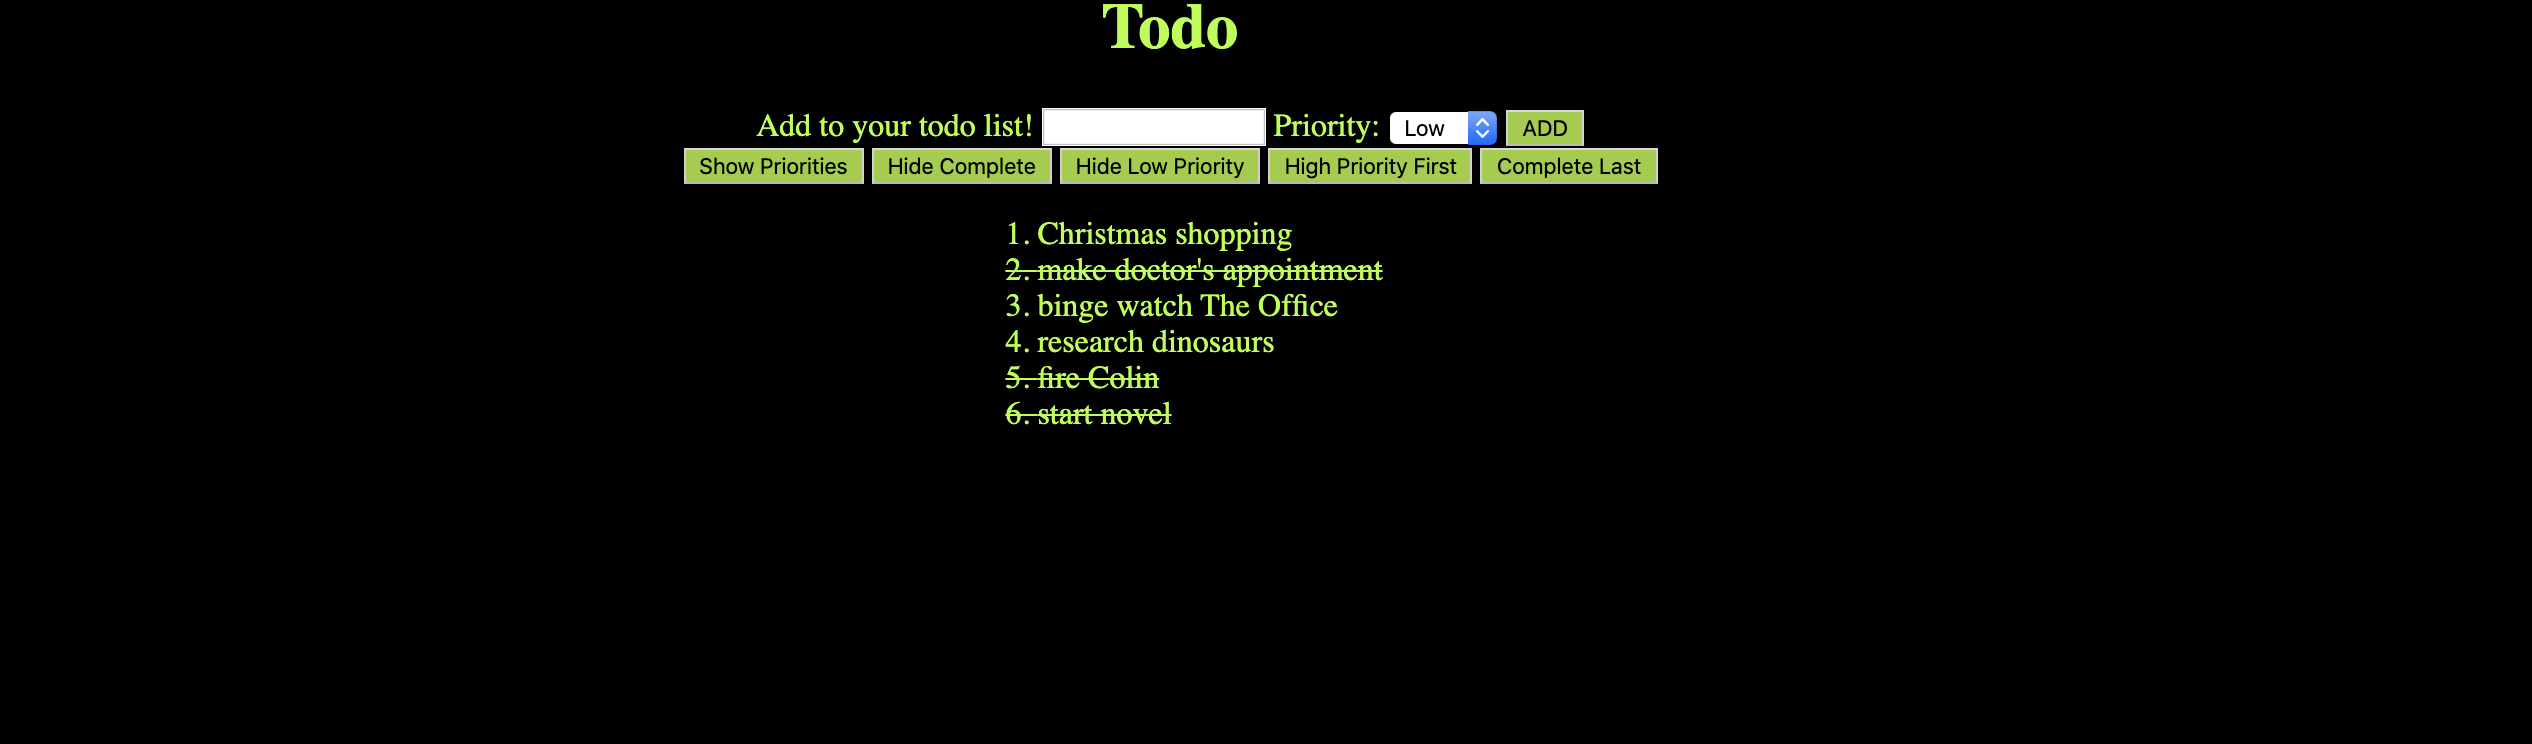 Todo
Add to your todo list! Priority: Low ADD
Show Priorities Hide Complete Hide Low Priority High Priority First Complete Last
1. Christmas shopping
2. make doctor's appointment
3. binge watch The Office
4. research dinosaurs
5. fire Colin
6. start novel